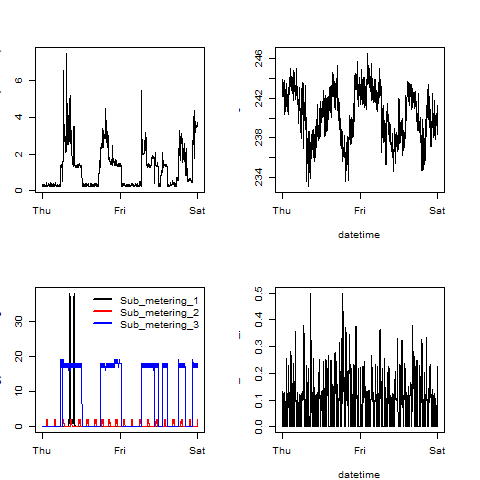 6
4
2
0
Thu Fri Sat
246
242
238
234
Thu Fri Sat
datetime
Sub_metering_1
Sub_metering_2
Sub_metering_3
30
20
10
0
Thu Fri Sat
0.5
0.4
0.3
0.2
0.1
0.0
Thu Fri Sat
datetime